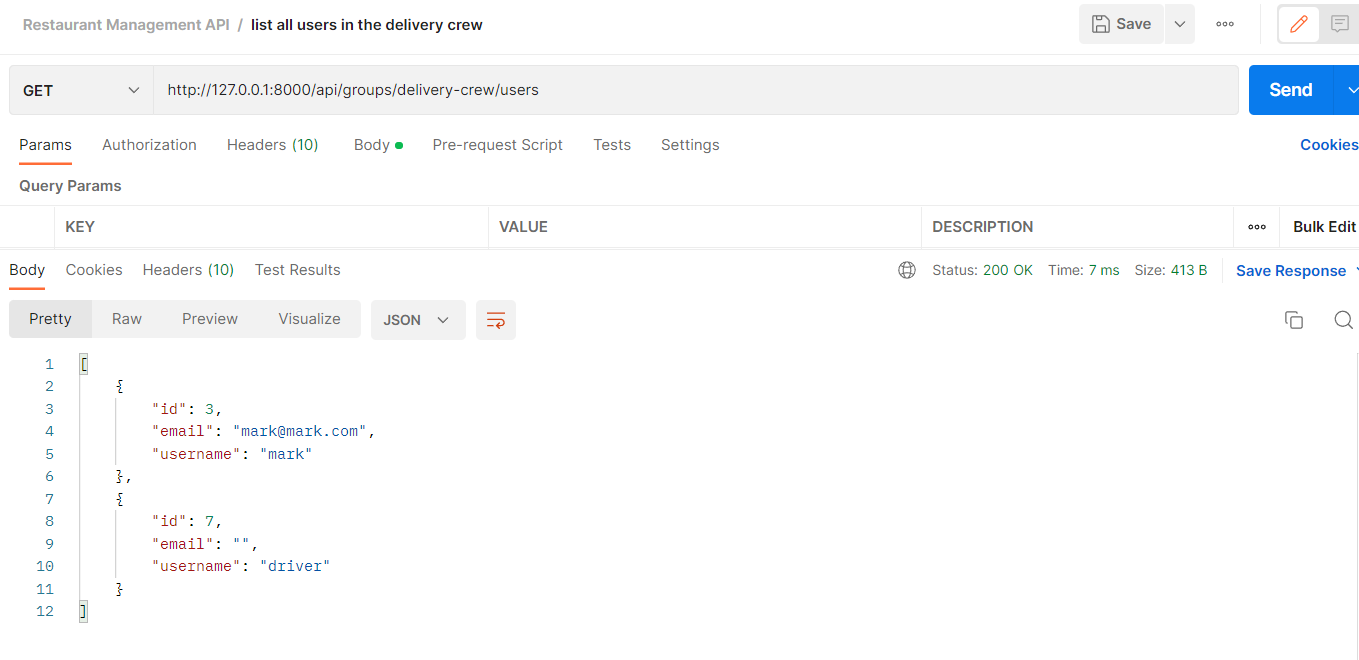 Restaurant Management API / list all users in the delivery crew Save
GET http://127.0.0.1:8000/api/groups/delivery-crew/users Send
Params Authorization Headers (10) Body Pre-request Script Tests Settings Cookies
Query Params
KEY VALUE DESCRIPTION Bulk Edit
Body Cookies Headers (10) Test Results Status: 200 OK Time: 7 ms Size: 413 B Save Response
Pretty Raw Preview Visualize JSON
1 [
2 {
3 "id": 3,
4 "email": "mark@mark.com",
5 "username": "mark"
6 },
7 {
8 "id": 7,
9 "email": "",
10 "username": "driver"
11 }
12 ]